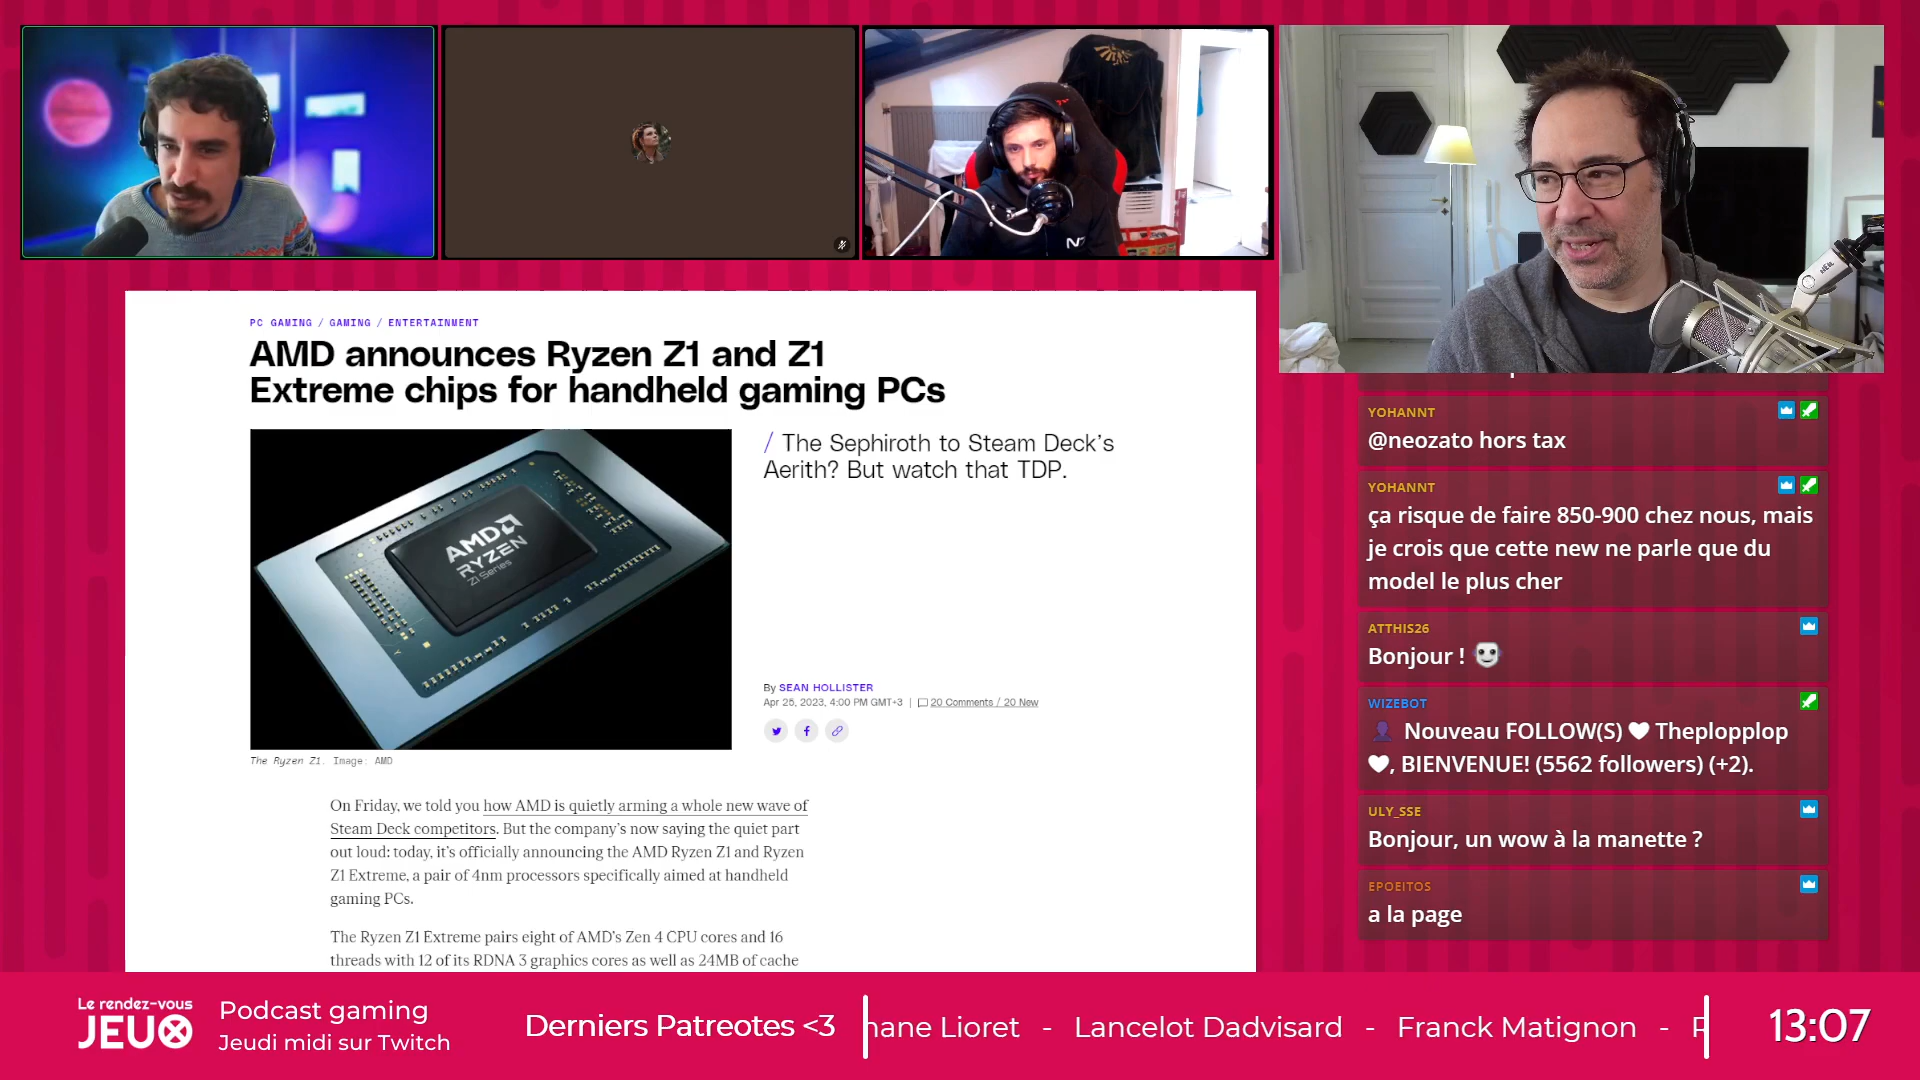 PC GAMING / GAMING / ENTERTAINMENT
AMD announces Ryzen Z1 and Z1
Extreme chips for handheld gaming PCs
/ The Sephiroth to Steam Deck's
Aerith? But watch that TDP.
AMD
RYZEN
Z1 Series
By SEAN HOLLISTER
Apr 25, 2023, 4:00 PM GMT+3 | 20 Comments / 20 New
The Ryzen Z1. Image: AMD
On Friday, we told you how AMD is quietly arming a whole new wave of
Steam Deck competitors. But the company's now saying the quiet part
out loud: today, it's officially announcing the AMD Ryzen Z1 and Ryzen
Z1 Extreme, a pair of 4nm processors specifically aimed at handheld
gaming PCs.
The Ryzen Z1 Extreme pairs eight of AMD's Zen 4 CPU cores and 16
threads with 12 of its RDNA 3 graphics cores as well as 24MB of cache
N7
YOHANNT
@neozato hors tax
YOHANNT
ça risque de faire 850-900 chez nous, mais
je crois que cette new ne parle que du
model le plus cher
ATTHIS26
Bonjour !
WIZEBOT
Nouveau FOLLOW(S) Theplopplop
, BIENVENUE! (5562 followers) (+2).
ULY_SSE
Bonjour, un wow à la manette ?
EPOEITOS
a la page
Le rendez-vous
JEUX
Podcast gaming
Jeudi midi sur Twitch
Derniers Patreotes <3
hane Lioret - Lancelot Dadvisard - Franck Matignon -
13:07